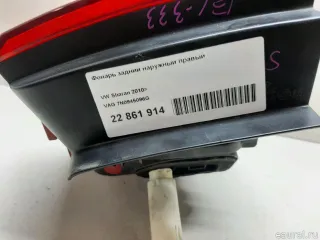 Фонарь задний наружный правый
VW Sharan 2010>
VAG 7N0945096G
22 861 914